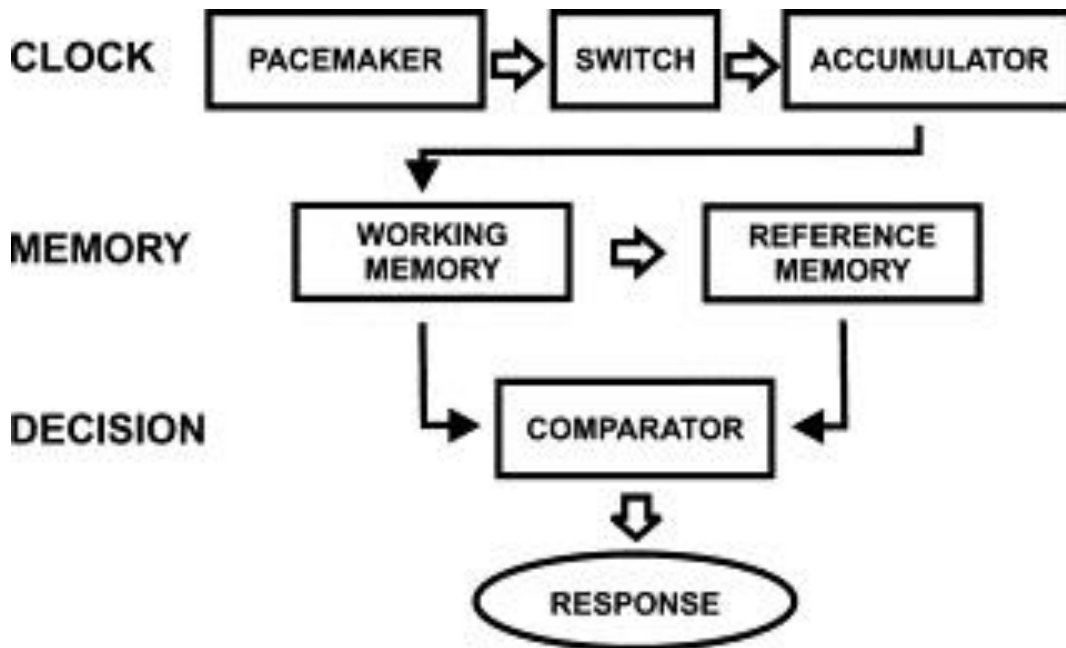 CLOCK
PACEMAKER
SWITCH
ACCUMULATOR
MEMORY
WORKING
MEMORY
REFERENCE
MEMORY
DECISION
COMPARATOR
RESPONSE